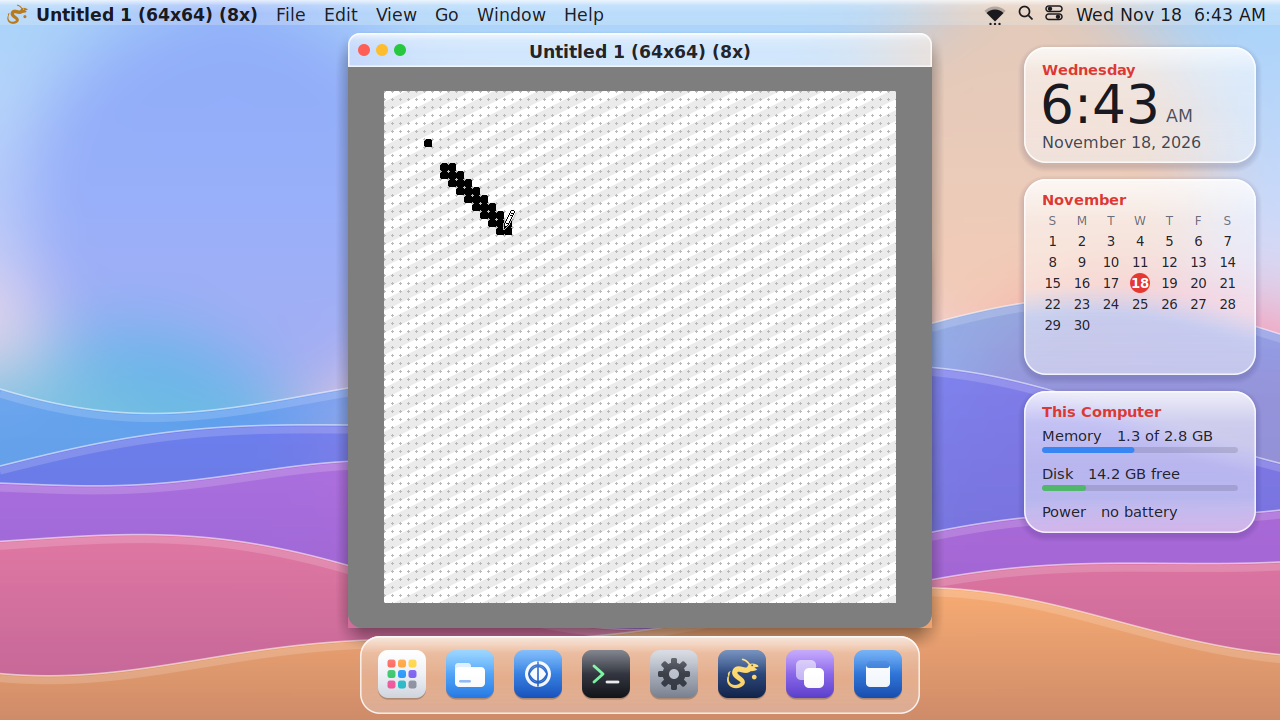 Untitled 1 (64x64) (8x) File Edit View Go Window Help Wed Nov 18 6:43 AM
Untitled 1 (64x64) (8x)
Wednesday
6:43 AM
November 18, 2026
November
S M T W T F S
1 2 3 4 5 6 7
8 9 10 11 12 13 14
15 16 17 18 19 20 21
22 23 24 25 26 27 28
29 30
This Computer
Memory 1.3 of 2.8 GB
Disk 14.2 GB free
Power no battery